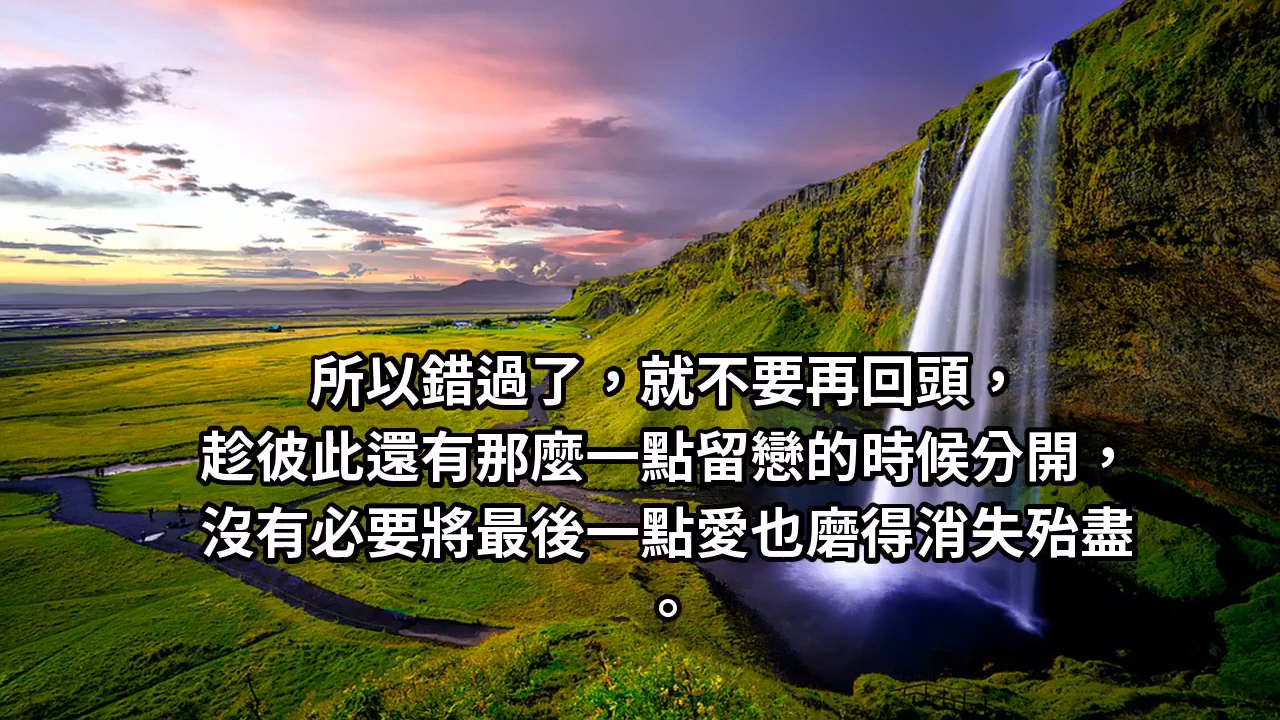 所以錯過了，就不要再回頭，
趁彼此還有那麼一點留戀的時候分開，
沒有必要將最後一點愛也磨得消失殆盡
。